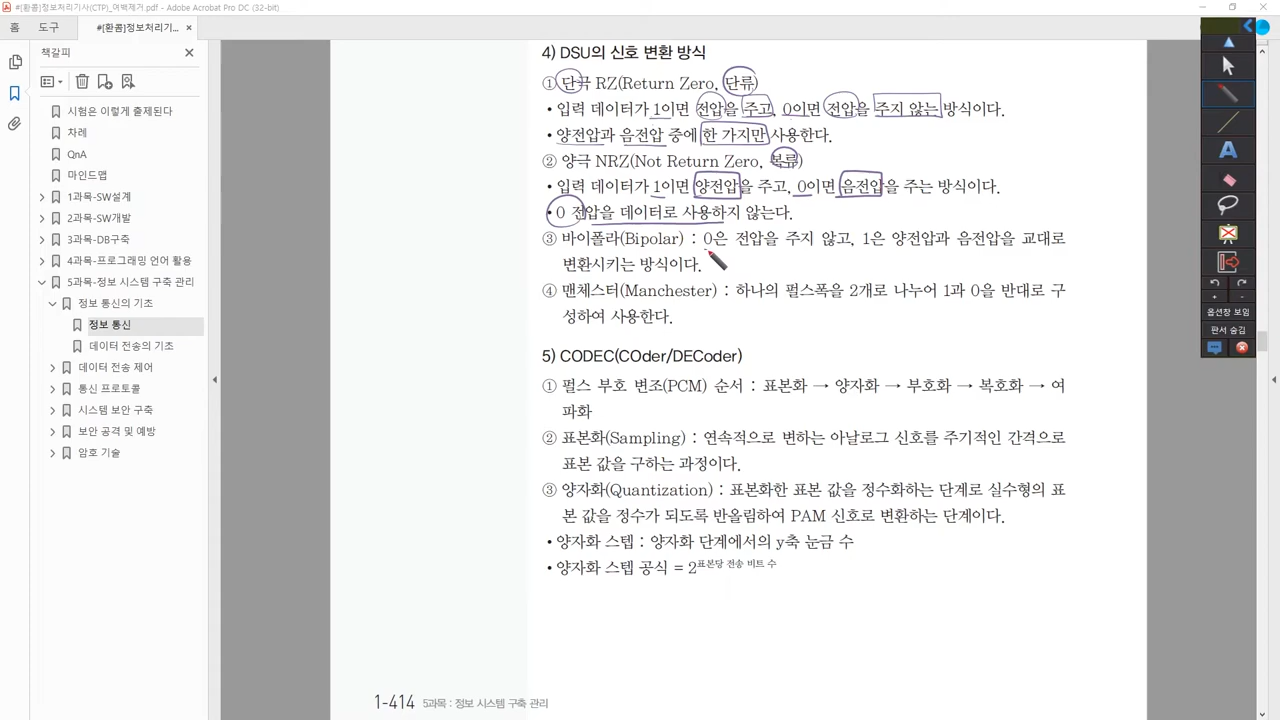 #[환콤]정보처리기사(CTP)_여백제거.pdf - Adobe Acrobat Pro DC (32-bit)
홈 도구 #[환콤]정보처리기... ×
책갈피 ×
시험은 이렇게 출제된다
차례
QnA
마인드맵
1과목-SW설계
2과목-SW개발
3과목-DB구축
4과목-프로그래밍 언어 활용
5과목-정보 시스템 구축 관리
정보 통신의 기초
정보 통신
데이터 전송의 기초
데이터 전송 제어
통신 프로토콜
시스템 보안 구축
보안 공격 및 예방
암호 기술
4) DSU의 신호 변환 방식
① 단극 RZ(Return Zero, 단류)
• 입력 데이터가 1이면 전압을 주고, 0이면 전압을 주지 않는 방식이다.
• 양전압과 음전압 중에 한 가지만 사용한다.
② 양극 NRZ(Not Return Zero, 복류)
• 입력 데이터가 1이면 양전압을 주고, 0이면 음전압을 주는 방식이다.
• 0 전압을 데이터로 사용하지 않는다.
③ 바이폴라(Bipolar) : 0은 전압을 주지 않고, 1은 양전압과 음전압을 교대로
변환시키는 방식이다.
④ 맨체스터(Manchester) : 하나의 펄스폭을 2개로 나누어 1과 0을 반대로 구
성하여 사용한다.
5) CODEC(COder/DECoder)
① 펄스 부호 변조(PCM) 순서 : 표본화 → 양자화 → 부호화 → 복호화 → 여
파화
② 표본화(Sampling) : 연속적으로 변하는 아날로그 신호를 주기적인 간격으로
표본 값을 구하는 과정이다.
③ 양자화(Quantization) : 표본화한 표본 값을 정수화하는 단계로 실수형의 표
본 값을 정수가 되도록 반올림하여 PAM 신호로 변환하는 단계이다.
• 양자화 스텝 : 양자화 단계에서의 y축 눈금 수
• 양자화 스텝 공식 = 2표본당 전송 비트 수
1-414 5과목 : 정보 시스템 구축 관리
A
옵션창 보임
판서 숨김